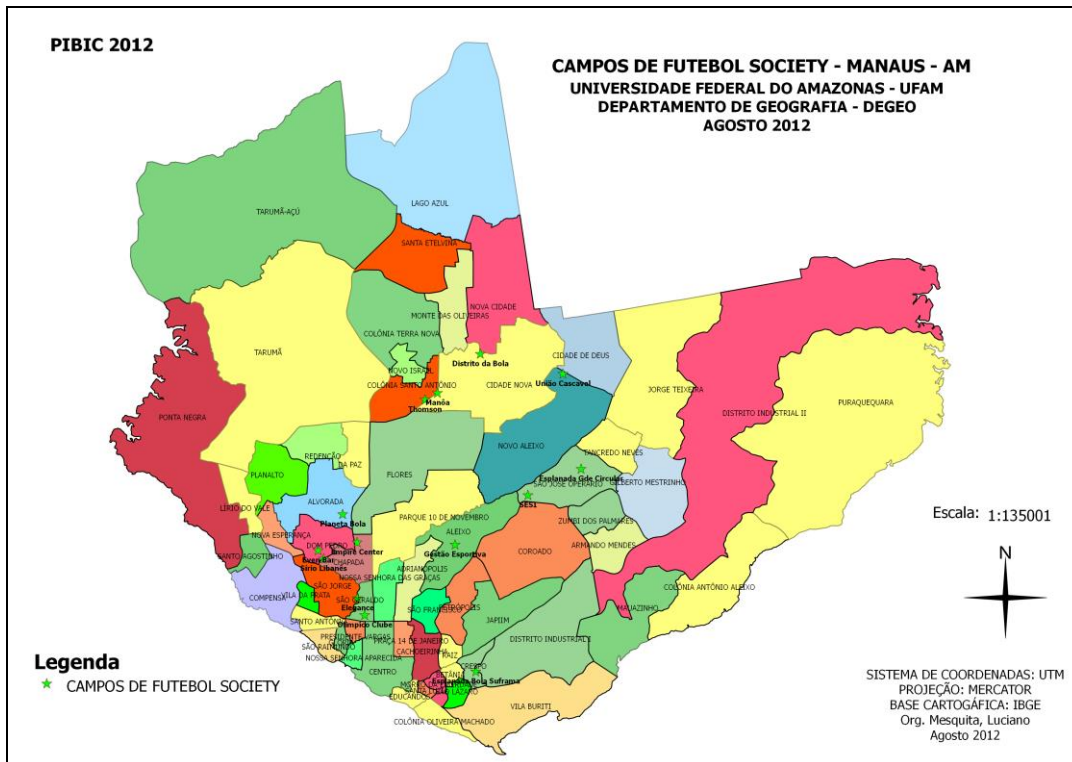 PIBIC 2012
CAMPOS DE FUTEBOL SOCIETY - MANAUS - AM
UNIVERSIDADE FEDERAL DO AMAZONAS - UFAM
DEPARTAMENTO DE GEOGRAFIA - DEGEO
AGOSTO 2012
LAGO AZUL
TARUMÃ-AÇÚ
SANTA ETELVINA
NOVA CIDADE
MONTE DAS OLIVEIRAS
COLÔNIA TERRA NOVA
TARUMÃ
Distrito da Bola
CIDADE DE DEUS
NOVO ISRAEL
COLÔNIA SANTO ANTÔNIO
CIDADE NOVA
União Cascavel
JORGE TEIXEIRA
PURAQUEQUARA
Manôa
Thomson
PONTA NEGRA
DISTRITO INDUSTRIAL II
NOVO ALEIXO
TANCREDO NEVES
REDENÇÃO
DA PAZ
PLANALTO
FLORES
Esplanada Gde Circular
SÃO JOSÉ OPERÁRIO
GILBERTO MESTRINHO
SESI
ALVORADA
LÍRIO DO VALE
Planeta Bola
PARQUE 10 DE NOVEMBRO
ZUMBI DOS PALMARES
Escala: 1:135001
NOVA ESPERANÇA
ALEIXO
DOM PEDRO
Empire Center
Gestão Esportiva
COROADO
ARMANDO MENDES
SANTO AGOSTINHO
Sírio Libanês
CHAPADA
ADRIANÓPOLIS
N
NOSSA SENHORA DAS GRAÇAS
SÃO JORGE
COLÔNIA ANTÔNIO ALEIXO
COMPENSA
VILA DA PRATA
SÃO GERALDO
Elegance
SÃO FRANCISCO
PETRÓPOLIS
MAUAZINHO
JAPIIM
SANTO ANTÔNIO
Olímpico Clube
PRESIDENTE VARGAS
PRAÇA 14 DE JANEIRO
DISTRITO INDUSTRIAL I
SÃO RAIMUNDO
CACHOEIRINHA
RAIZ
NOSSA SENHORA APARECIDA
Legenda
CAMPOS DE FUTEBOL SOCIETY
CENTRO
CRESPO
BETÂNIA
Esplanada Bola Suframa
EDUCANDOS
VILA BURITI
COLÔNIA OLIVEIRA MACHADO
SISTEMA DE COORDENADAS: UTM
PROJEÇÃO: MERCATOR
BASE CARTOGÁFICA: IBGE
Org. Mesquita, Luciano
Agosto 2012